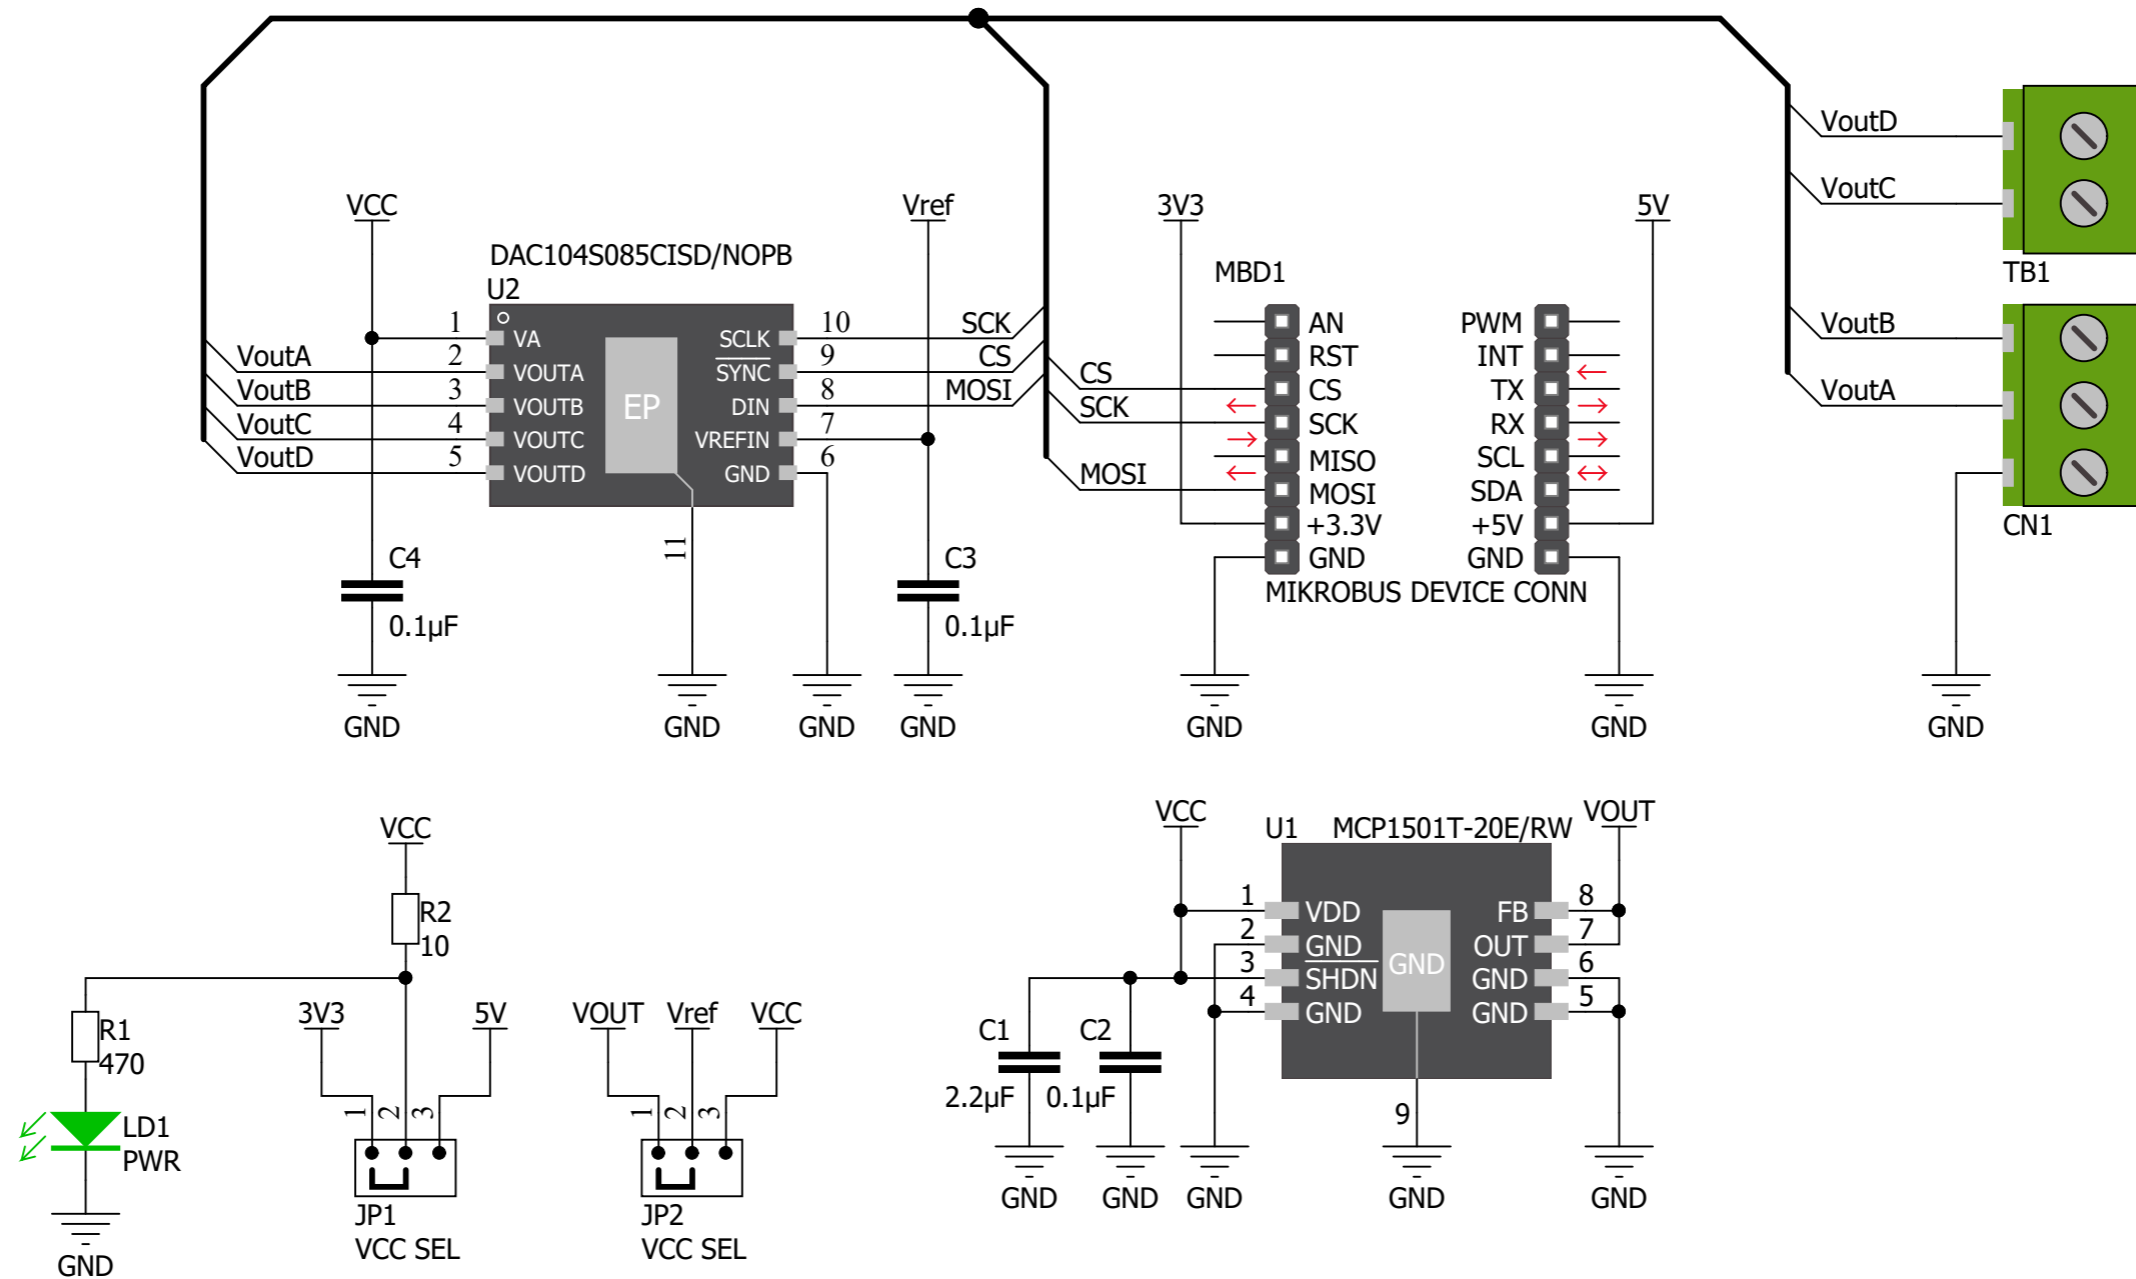 VoutD
VoutC
TB1
VoutB
VoutA
CN1
GND
VCC
Vref
3V3
5V
DAC104S085CISD/NOPB
U2
MBD1
1 VA SCLK 10 SCK
VoutA 2 VOUTA SYNC 9 CS
VoutB 3 VOUTB DIN 8 MOSI
VoutC 4 VOUTC VREFIN 7
VoutD 5 VOUTD GND 6
EP
11
AN PWM
RST INT
CS CS TX
SCK SCK RX
MISO SCL
MOSI MOSI SDA
+3.3V +5V
GND GND
MIKROBUS DEVICE CONN
C4
0.1µF
C3
0.1µF
GND
GND
GND
GND
GND
GND
VCC
R2
10
R1
470
LD1
PWR
GND
3V3
5V
1 2 3
JP1
VCC SEL
VOUT Vref VCC
1 2 3
JP2
VCC SEL
VCC
U1 MCP1501T-20E/RW
VOUT
1 VDD FB 8
2 GND OUT 7
3 SHDN GND 6
4 GND GND 5
GND
9
C1
2.2µF
C2
0.1µF
GND
GND
GND
GND
GND